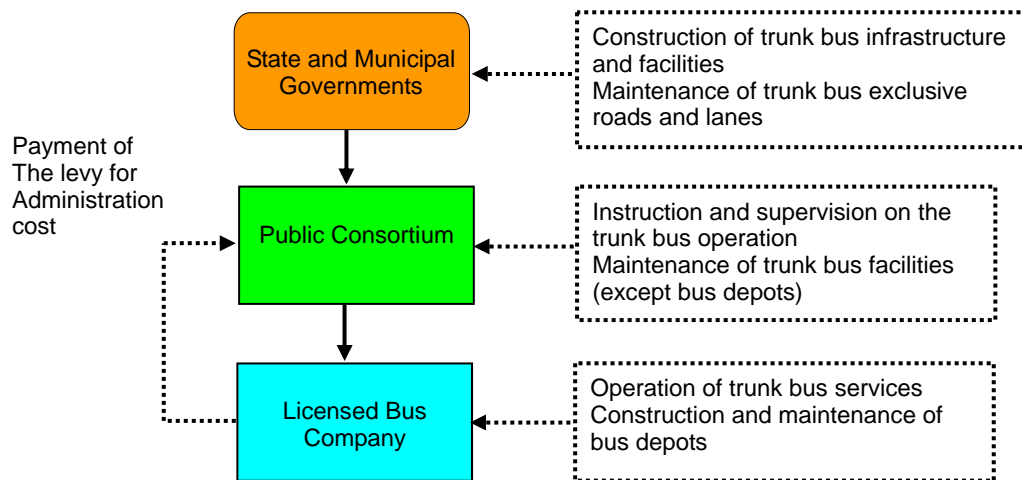 State and Municipal
Governments
Construction of trunk bus infrastructure
and facilities
Maintenance of trunk bus exclusive
roads and lanes
Payment of
The levy for
Administration
cost
Public Consortium
Instruction and supervision on the
trunk bus operation
Maintenance of trunk bus facilities
(except bus depots)
Licensed Bus
Company
Operation of trunk bus services
Construction and maintenance of
bus depots